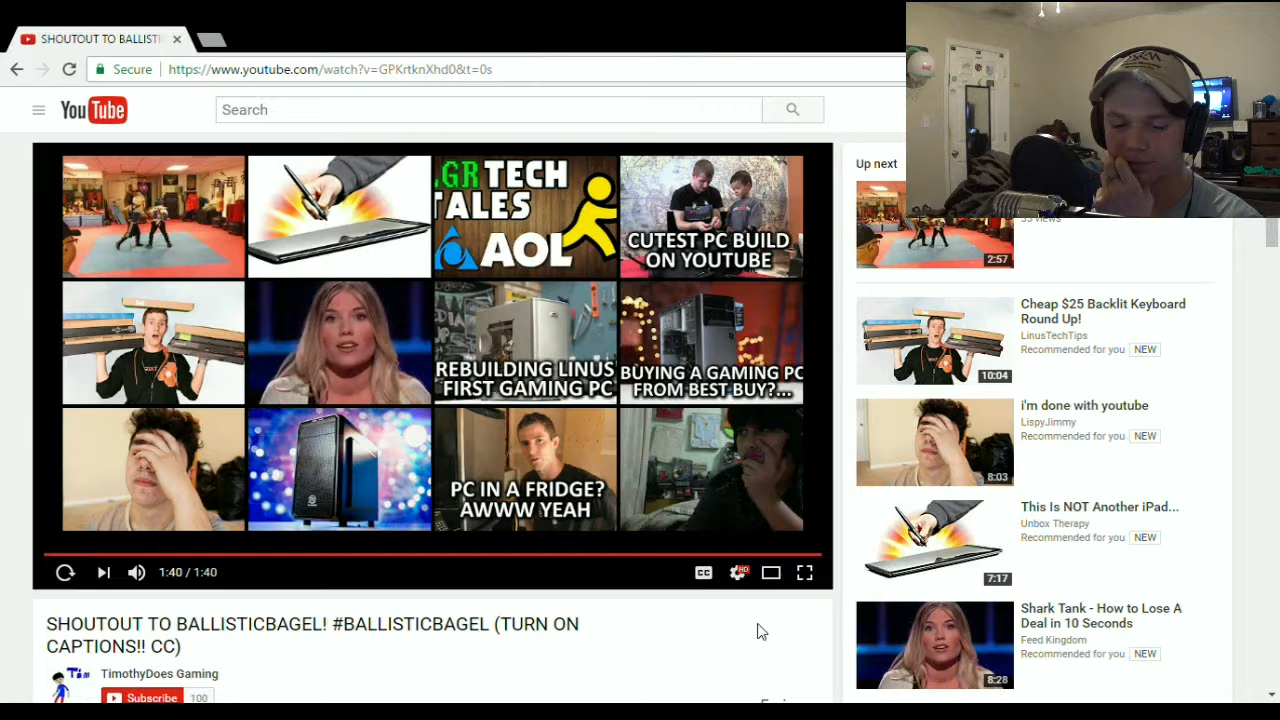 SHOUTOUT TO BALLISTI
Secure
https://www.youtube.com/watch?v=GPKrtknXhd0&t=0s
YouTube
Search
LGR TECH
TALES
AOL
CUTEST PC BUILD
ON YOUTUBE
REBUILDING LINUS
FIRST GAMING PC
BUYING A GAMING PC
FROM BEST BUY?...
PC IN A FRIDGE?
AWWW YEAH
1:40 / 1:40
CC
HD
SHOUTOUT TO BALLISTICBAGEL! #BALLISTICBAGEL (TURN ON
CAPTIONS!! CC)
Tim
TimothyDoes Gaming
Subscribe
100
Up next
2:57
Cheap $25 Backlit Keyboard
Round Up!
LinusTechTips
Recommended for you NEW
10:04
i'm done with youtube
LispyJimmy
Recommended for you NEW
8:03
This Is NOT Another iPad...
Unbox Therapy
Recommended for you NEW
7:17
Shark Tank - How to Lose A
Deal in 10 Seconds
Feed Kingdom
Recommended for you NEW
8:28